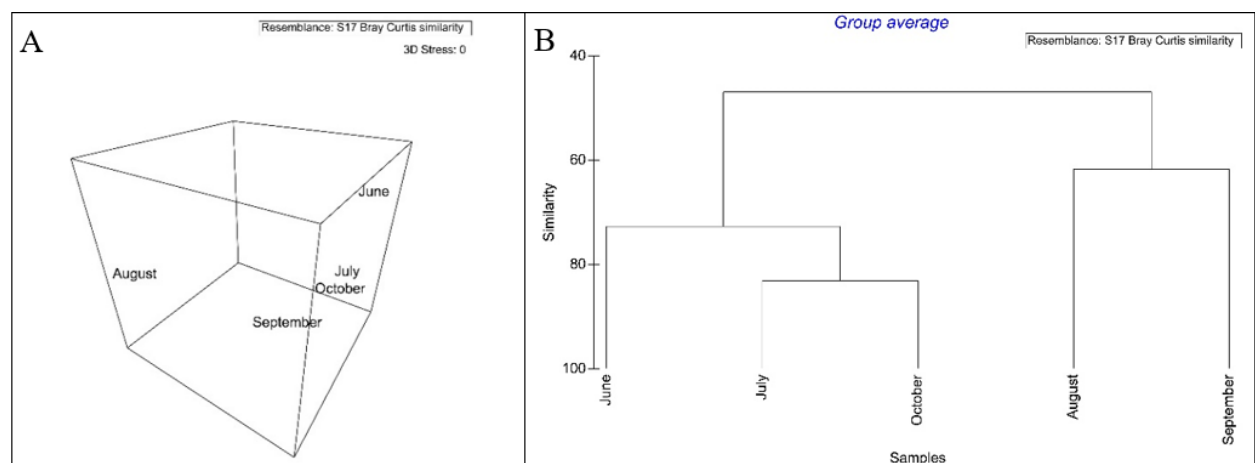 A
Resemblance: S17 Bray Curtis similarity
3D Stress: 0
June
August
July
October
September
B
Group average
Resemblance: S17 Bray Curtis similarity
40
60
80
100
Similarity
June
July
October
August
September
Samples